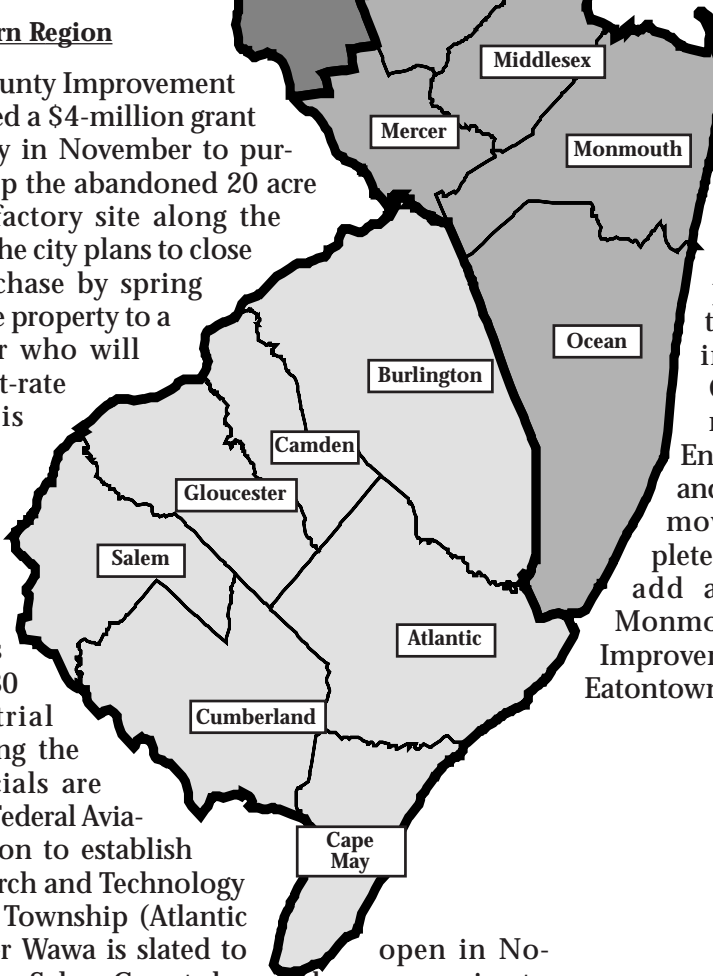 rn Region
unty Improvement
ed a $4-million grant
y in November to pur-
p the abandoned 20 acre
factory site along the
he city plans to close
chase by spring
e property to a
r who will
t-rate
is
s
30
trial
ng the
cials are
Federal Avia-
on to establish
rch and Technology
Township (Atlantic
r Wawa is slated to
open in No-
Middlesex
Mercer
Monmouth
Ocean
Burlington
Camden
Gloucester
Salem
Atlantic
Cumberland
Cape
May
t
i
En
and
mov
plete
add a
Monmo
Improver
Eatontown